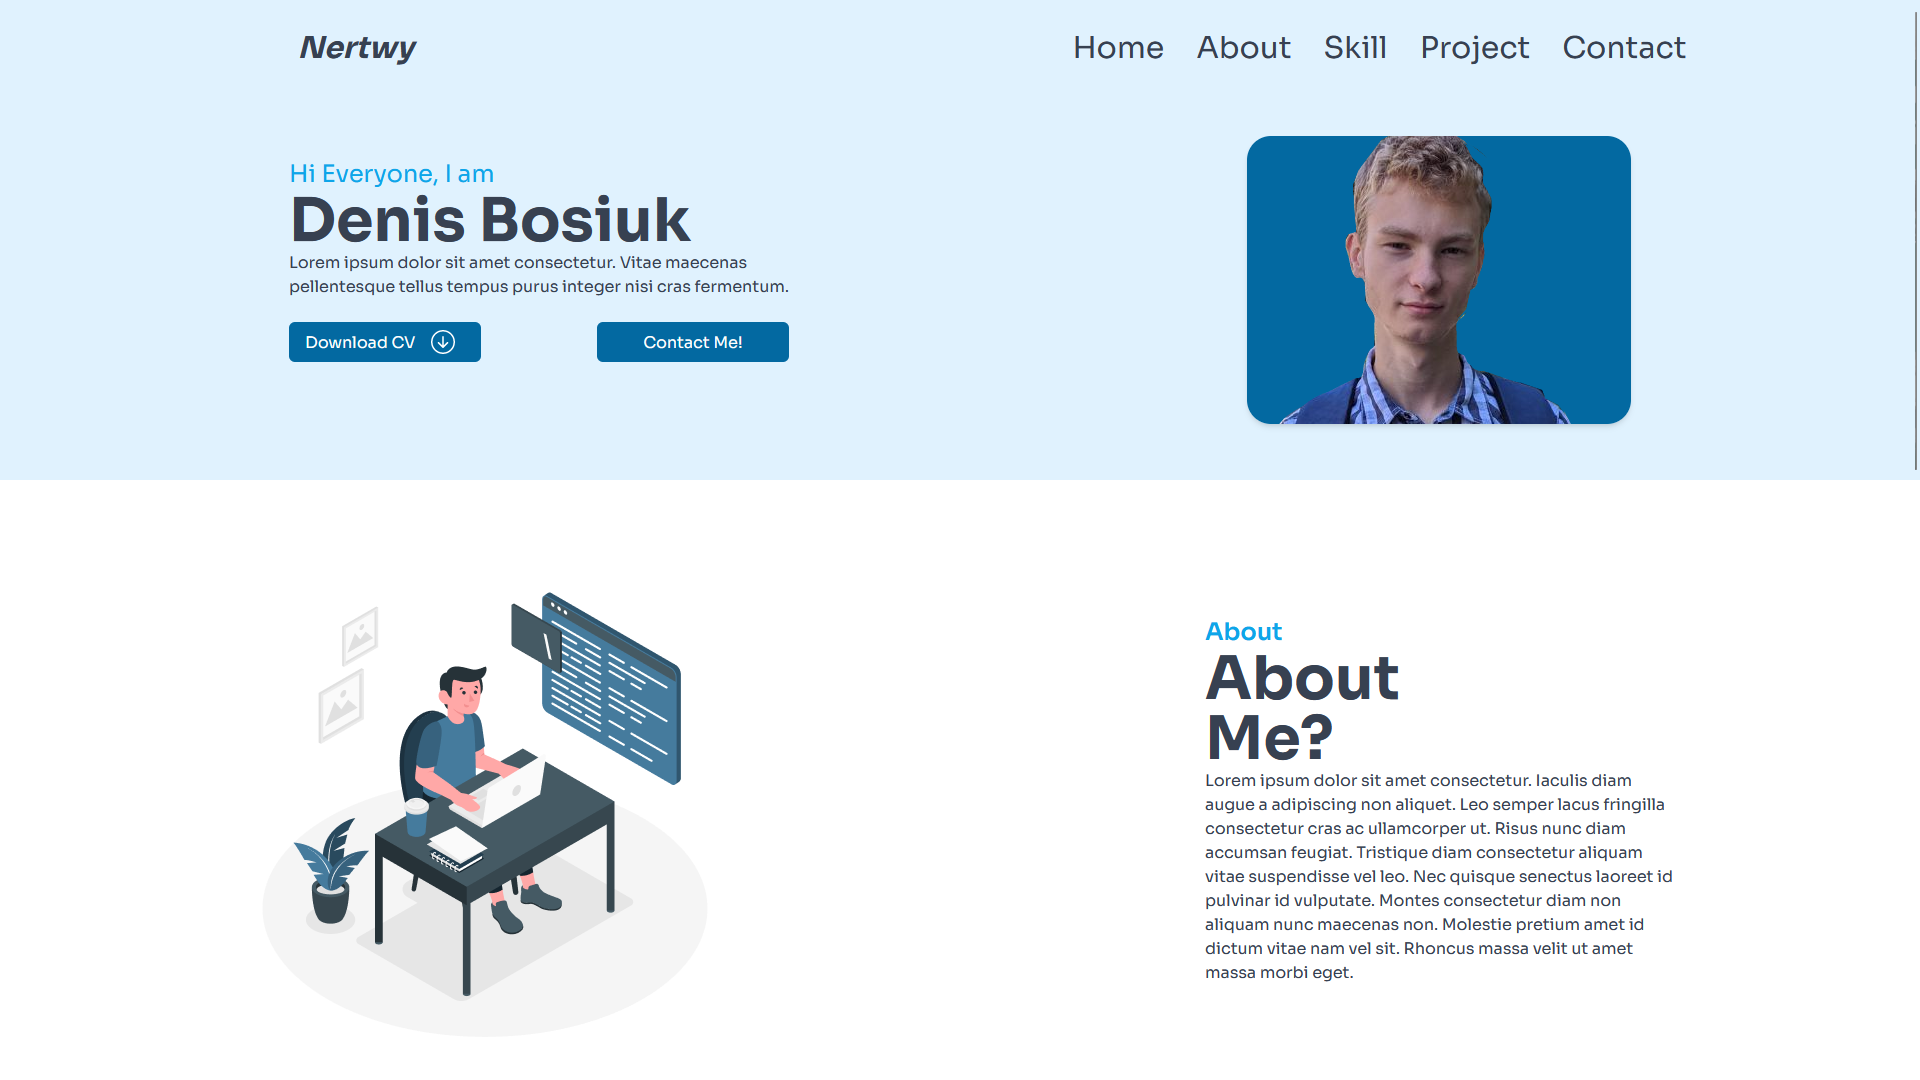 Nertwy
Home About Skill Project Contact
Hi Everyone, I am
Denis Bosiuk
Lorem ipsum dolor sit amet consectetur. Vitae maecenas
pellentesque tellus tempus purus integer nisi cras fermentum.
Download CV
Contact Me!
About
About
Me?
Lorem ipsum dolor sit amet consectetur. Iaculis diam
augue a adipiscing non aliquet. Leo semper lacus fringilla
consectetur cras ac ullamcorper ut. Risus nunc diam
accumsan feugiat. Tristique diam consectetur aliquam
vitae suspendisse vel leo. Nec quisque senectus laoreet id
pulvinar id vulputate. Montes consectetur diam non
aliquam nunc maecenas non. Molestie pretium amet id
dictum vitae nam vel sit. Rhoncus massa velit ut amet
massa morbi eget.